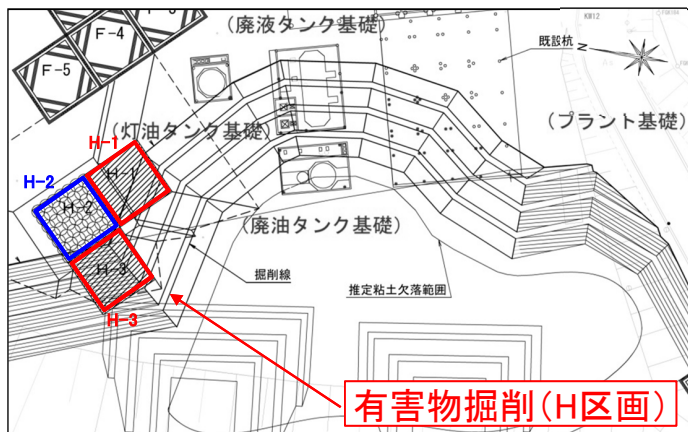 F-3
(廃液タンク基礎)
KM12
F-4
既設杭
N
F-5
(灯油タンク基礎)
(プラント基礎)
H-1
H-1
H-2
H-2
(廃油タンク基礎)
H-3
掘削線
推定粘土欠落範囲
H-3
有害物掘削(H区画)